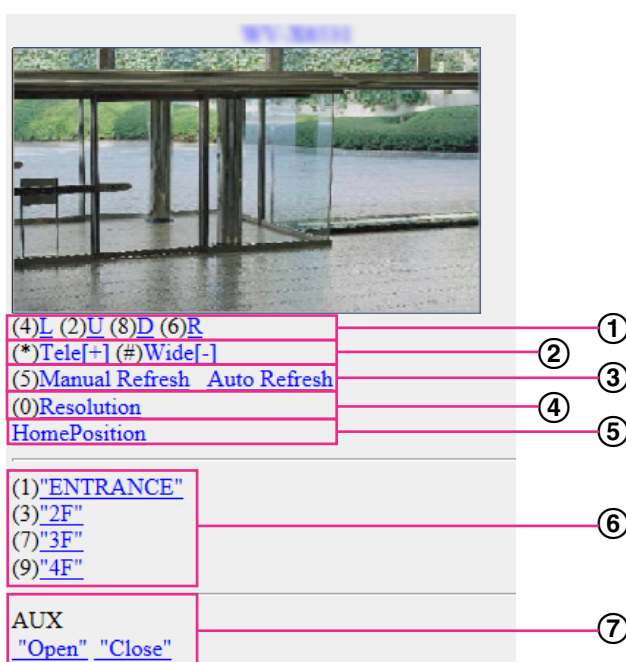 (4)L (2)U (8)D (6)R ①
(*)Tele[+] (#)Wide[-] ②
(5)Manual Refresh Auto Refresh ③
(0)Resolution ④
HomePosition ⑤
(1)"ENTRANCE"
(3)"2F" ⑥
(7)"3F"
(9)"4F"
AUX ⑦
"Open" "Close"